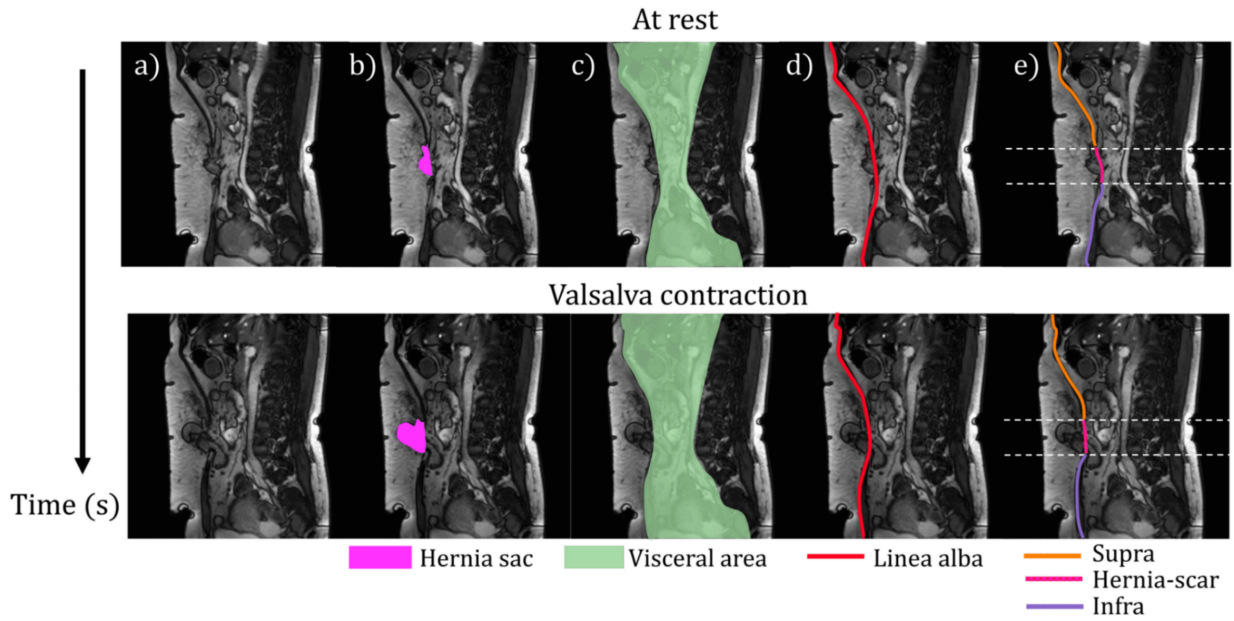 At rest
a) b) c) d) e)
Valsalva contraction
Time (s)
Hernia sac Visceral area Linea alba Supra
Hernia-scar
Infra